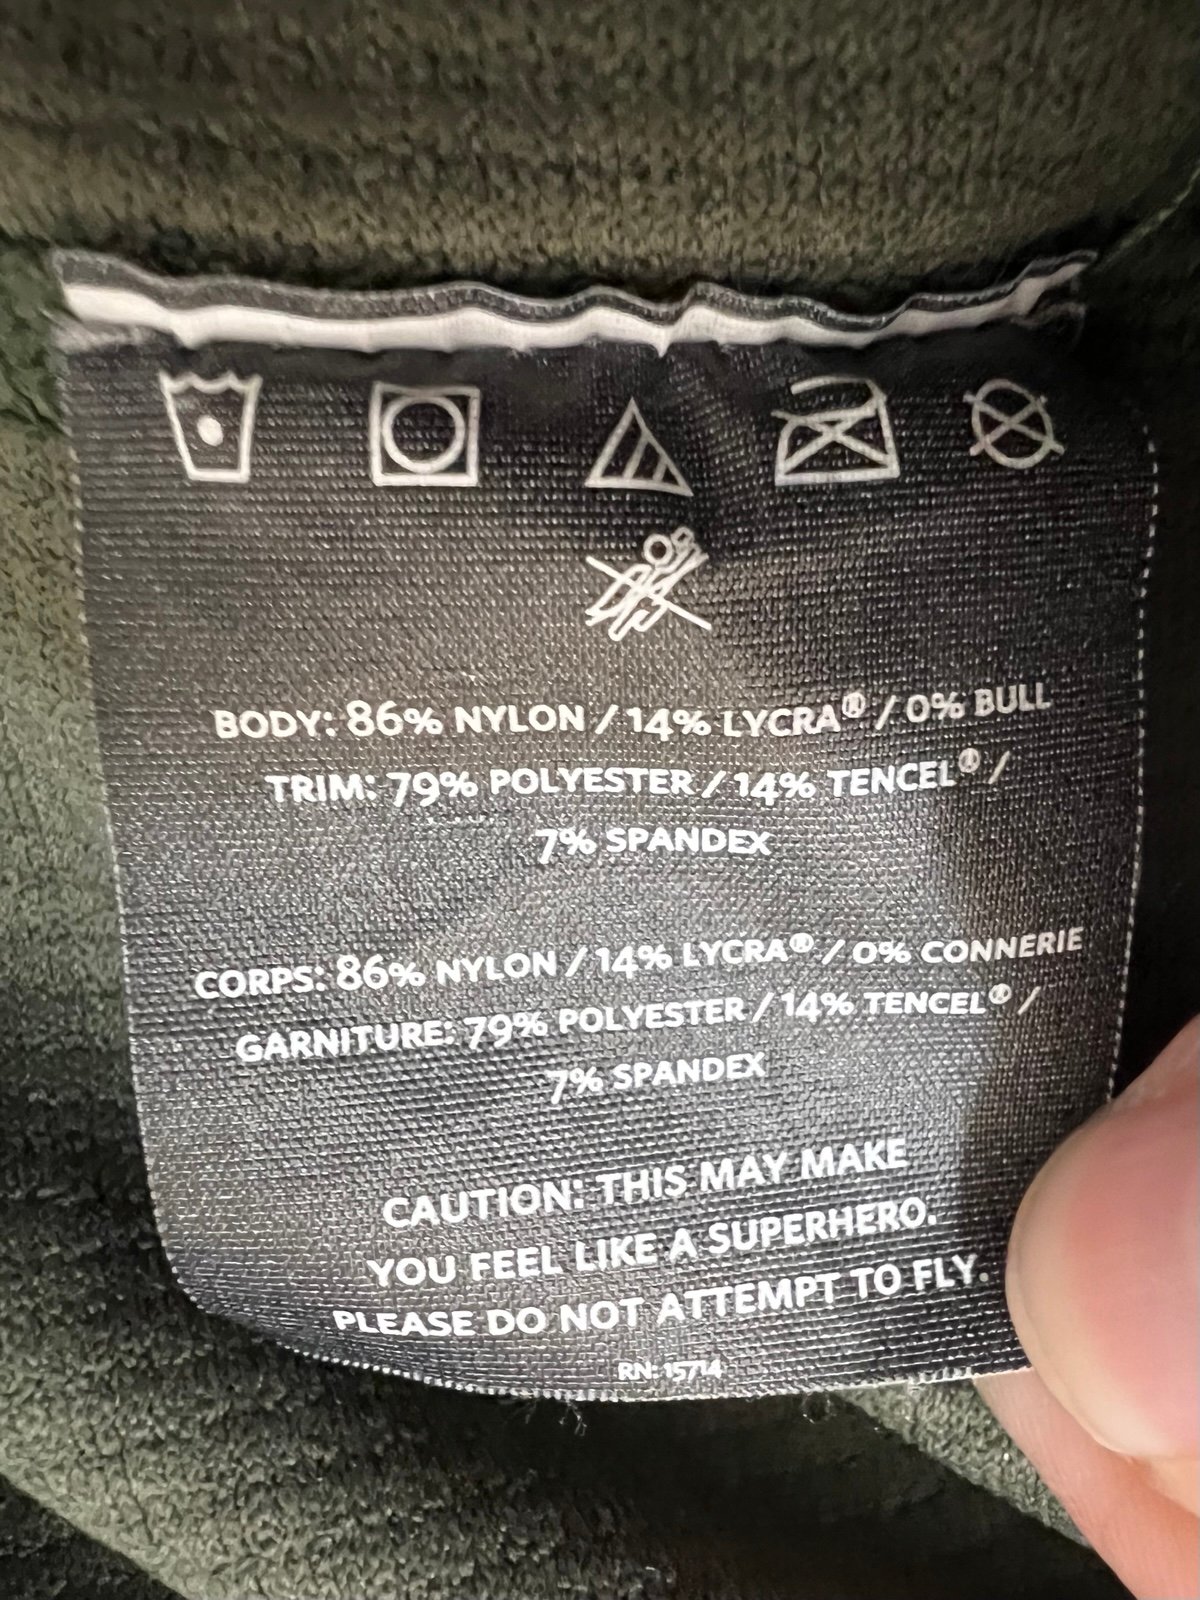 BODY: 86% NYLON / 14% LYCRA® / 0% BULL
TRIM: 79% POLYESTER / 14% TENCEL® /
7% SPANDEX
CORPS: 86% NYLON / 14% LYCRA® / 0% CONNERIE
GARNITURE: 79% POLYESTER / 14% TENCEL® /
7% SPANDEX
CAUTION: THIS MAY MAKE
YOU FEEL LIKE A SUPERHERO.
PLEASE DO NOT ATTEMPT TO FLY.
RN: 15714